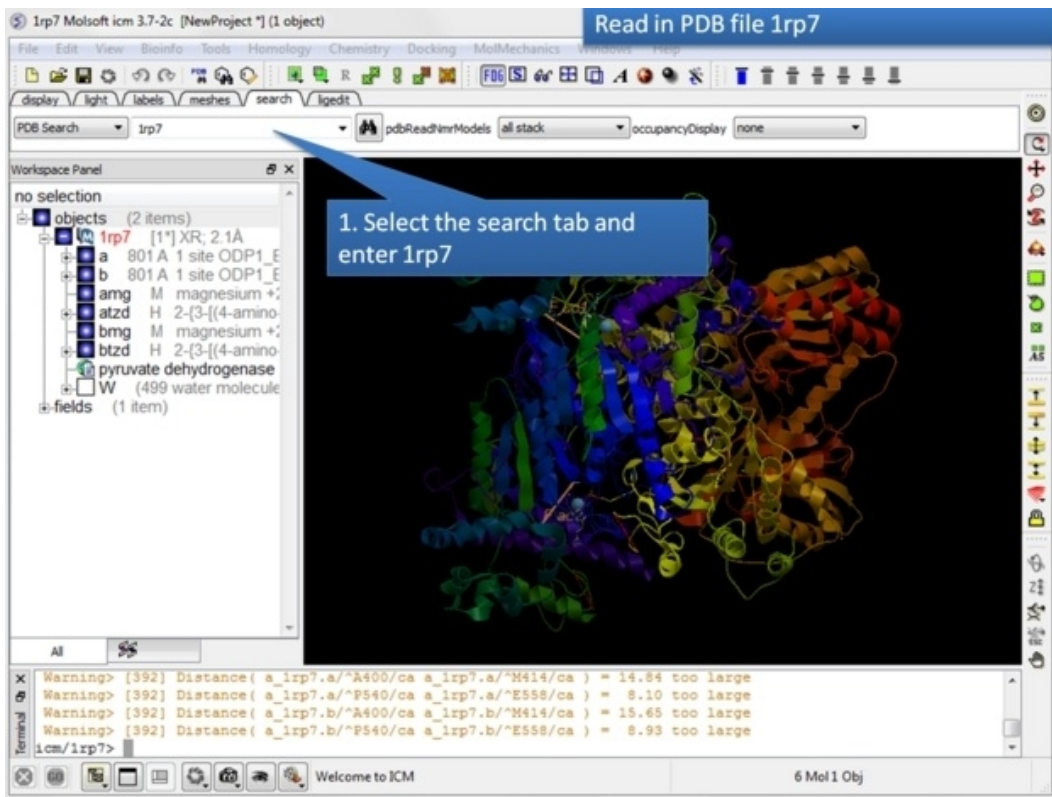 1rp7 Molsoft icm 3.7-2c [NewProject *] (1 object)
Read in PDB file 1rp7
File Edit View Bioinfo Tools Homology Chemistry Docking MolMechanics Windows Help
display light labels meshes search ligedit
PDB Search 1rp7 pdbReadNmrModels all stack occupancyDisplay none
Workspace Panel
no selection
objects (2 items)
1rp7 [1*] XR; 2.1Å
a 801 A 1 site ODP1_E
b 801 A 1 site ODP1_E
amg M magnesium +2
atzd H 2-{3-[(4-amino-
bmg M magnesium +2
btzd H 2-{3-[(4-amino-
pyruvate dehydrogenase
W (499 water molecule
fields (1 item)
1. Select the search tab and
enter 1rp7
All
Warning> [392] Distance( a_1rp7.a/^A400/ca a_1rp7.a/^M414/ca ) = 14.84 too large
Warning> [392] Distance( a_1rp7.a/^P540/ca a_1rp7.a/^E558/ca ) = 8.10 too large
Warning> [392] Distance( a_1rp7.b/^A400/ca a_1rp7.b/^M414/ca ) = 15.65 too large
Warning> [392] Distance( a_1rp7.b/^P540/ca a_1rp7.b/^E558/ca ) = 8.93 too large
Terminal
icm/1rp7>
Welcome to ICM 6 Mol 1 Obj